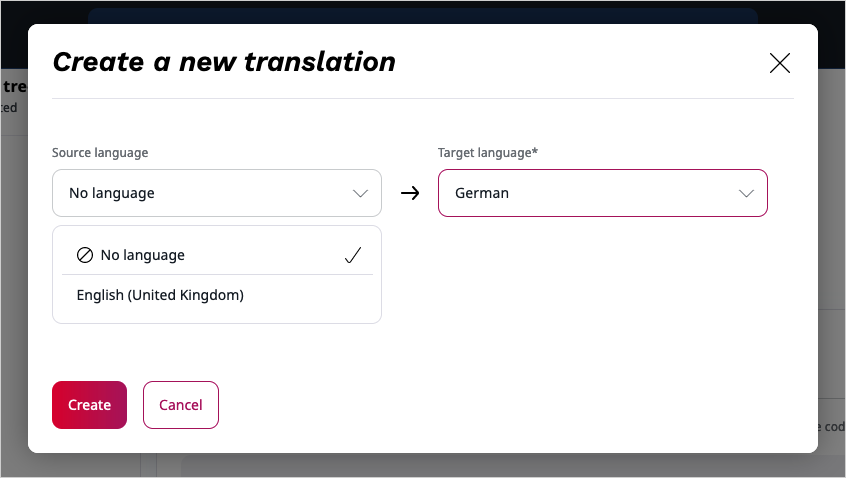 Create a new translation
tre
ted
Source language
Target language*
No language
German
No language
English (United Kingdom)
Create
Cancel
e cod